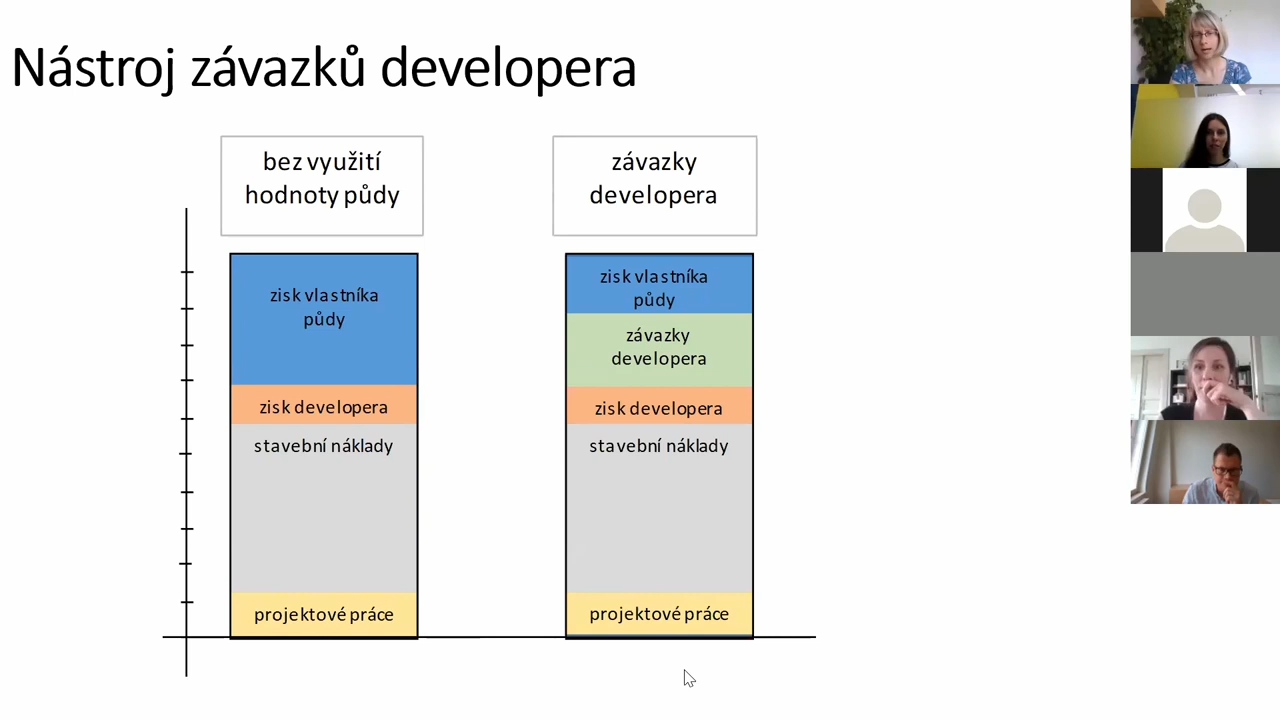 Nástroj závazků developera
bez využití
hodnoty půdy
závazky
developera
zisk vlastníka
půdy
zisk developera
stavební náklady
projektové práce
zisk vlastníka
půdy
závazky
developera
zisk developera
stavební náklady
projektové práce